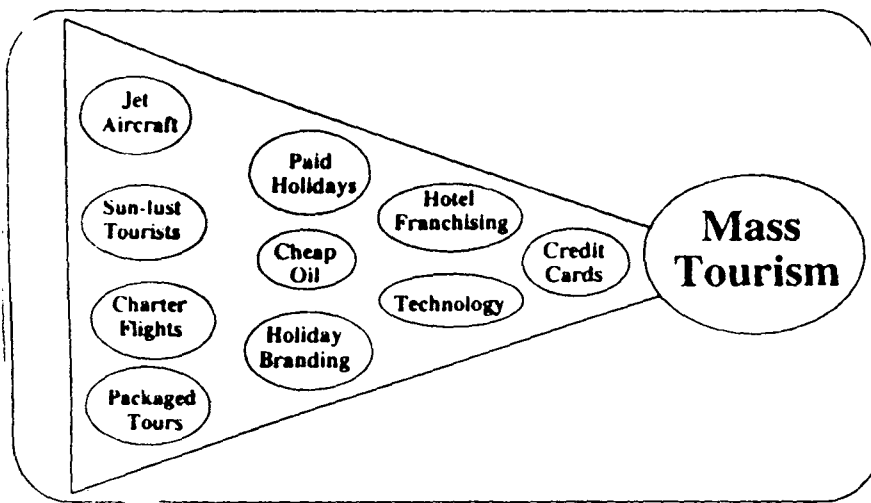 Jet
Aircraft
Sun-lust
Tourists
Charter
Flights
Packaged
Tours
Paid
Holidays
Cheap
Oil
Holiday
Branding
Hotel
Franchising
Technology
Credit
Cards
Mass
Tourism